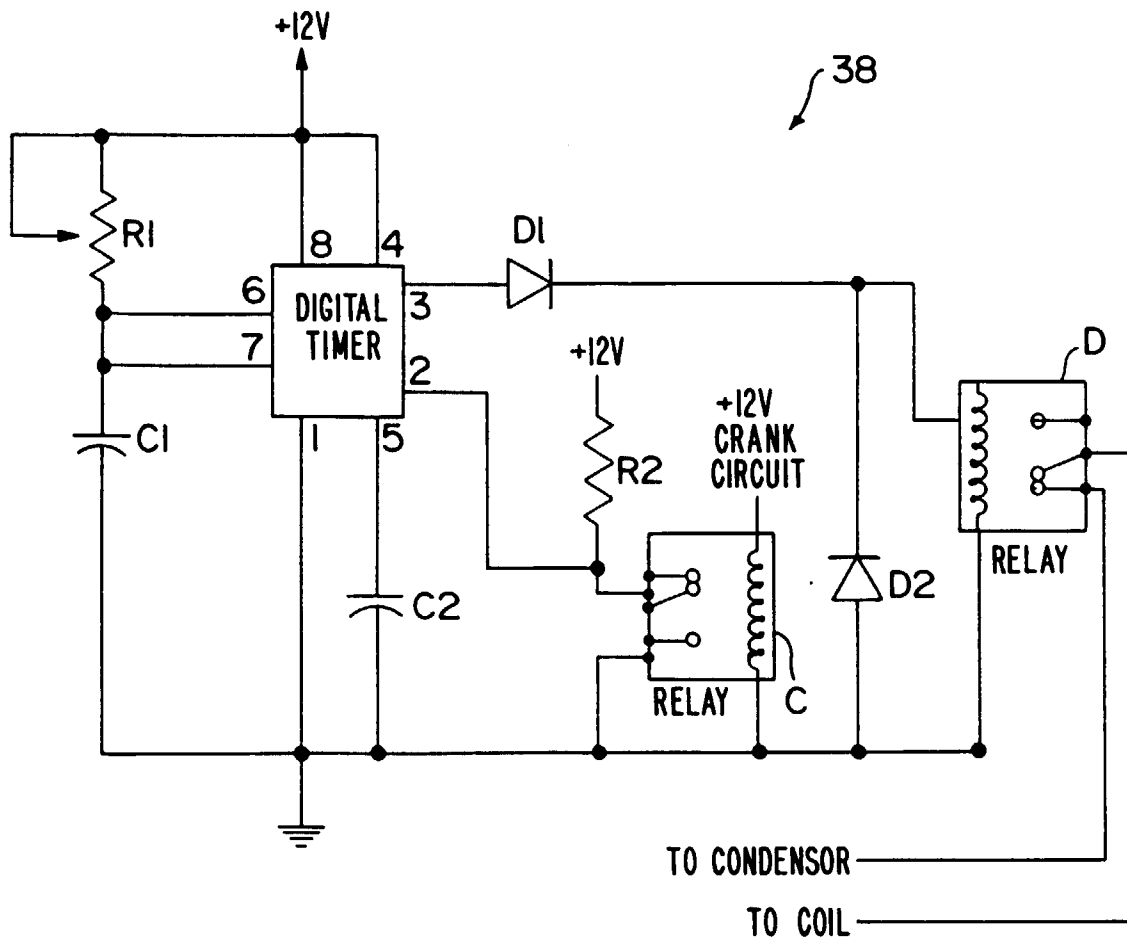 +12V
38
R1
8
4
D1
6
DIGITAL
TIMER
3
7
2
+12V
D
+12V
CRANK
CIRCUIT
C1
1
5
R2
RELAY
C2
D2
RELAY
C
TO CONDENSOR
TO COIL